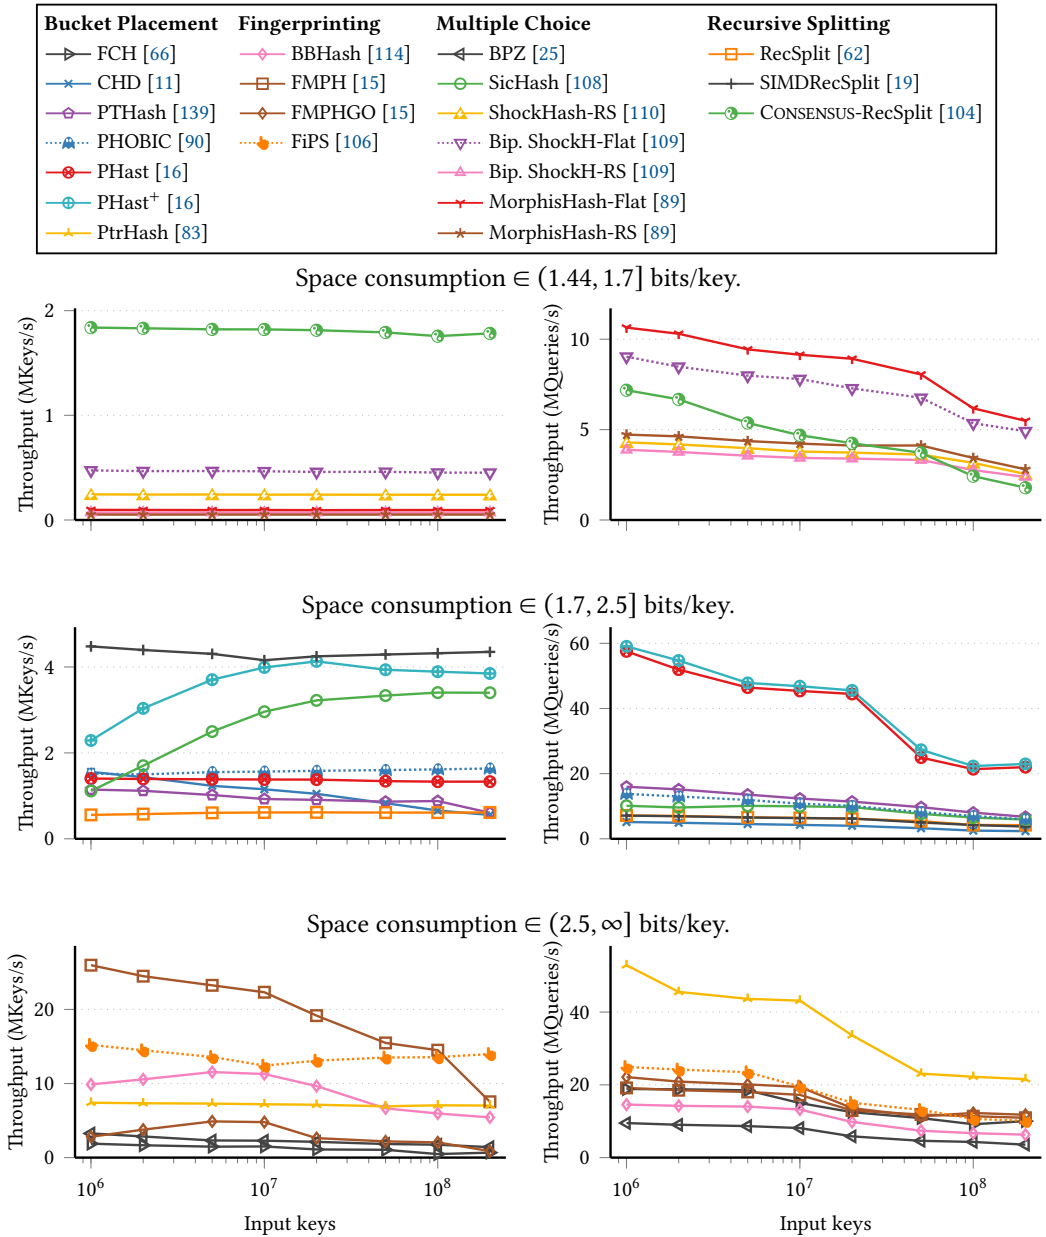 Bucket Placement Fingerprinting Multiple Choice Recursive Splitting
FCH [66] BBHash [114] BPZ [25] RecSplit [62]
CHD [11] FMPH [15] SicHash [108] SIMDRecSplit [19]
PTHash [139] FMPHGO [15] ShockHash-RS [110] CONSENSUS-RecSplit [104]
PHOBIC [90] FiPS [106] Bip. ShockH-Flat [109]
PHast [16] Bip. ShockH-RS [109]
PHast+ [16] MorphisHash-Flat [89]
PtrHash [83] MorphisHash-RS [89]
Space consumption ∈ (1.44, 1.7] bits/key.
Throughput (MKeys/s)
2
1
0
Throughput (MQueries/s)
10
5
0
Space consumption ∈ (1.7, 2.5] bits/key.
Throughput (MKeys/s)
4
2
0
Throughput (MQueries/s)
60
40
20
0
Space consumption ∈ (2.5, ∞] bits/key.
Throughput (MKeys/s)
20
10
0
10^6 10^7 10^8
Input keys
Throughput (MQueries/s)
40
20
0
10^6 10^7 10^8
Input keys